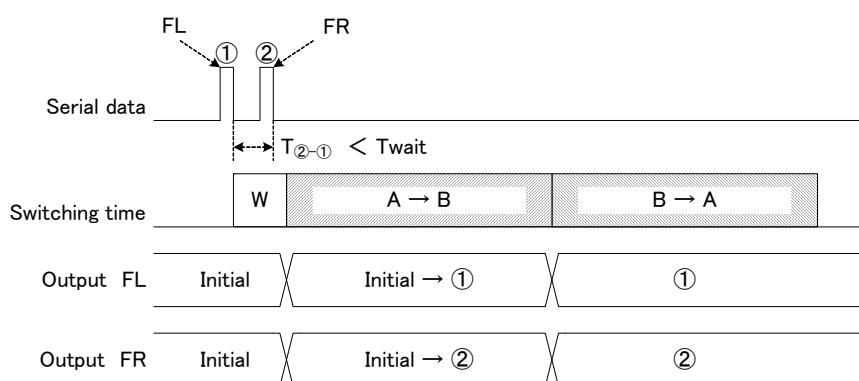 FL FR
① ②
Serial data
T②-① < Twait
Switching time W A → B B → A
Output FL Initial Initial → ① ①
Output FR Initial Initial → ② ②